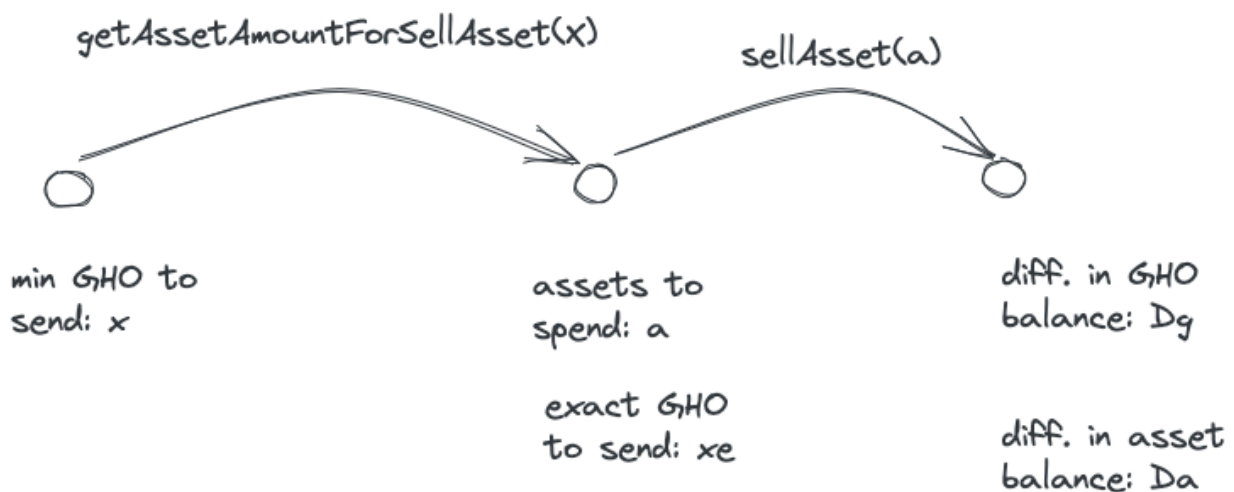 getAssetAmountForSellAsset(x)
sellAsset(a)
min GHO to
send: x
assets to
spend: a
exact GHO
to send: xe
diff. in GHO
balance: Dg
diff. in asset
balance: Da